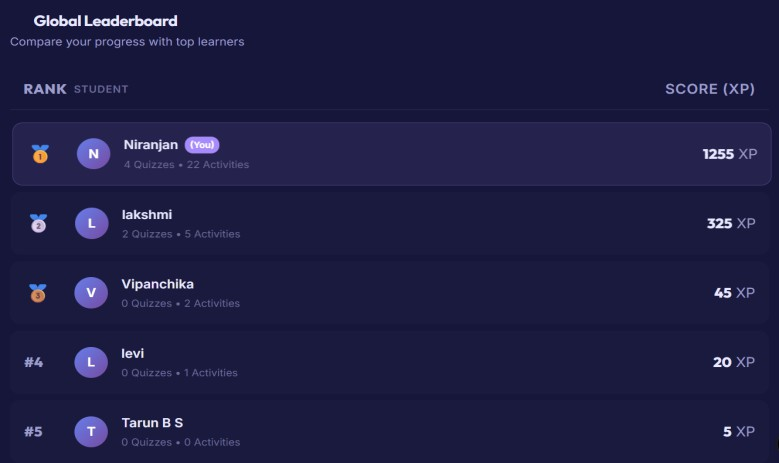 Global Leaderboard
Compare your progress with top learners
RANK STUDENT SCORE (XP)
1 N Niranjan (You) 1255 XP
4 Quizzes • 22 Activities
2 L lakshmi 325 XP
2 Quizzes • 5 Activities
3 V Vipanchika 45 XP
0 Quizzes • 2 Activities
#4 L levi 20 XP
0 Quizzes • 1 Activities
#5 T Tarun B S 5 XP
0 Quizzes • 0 Activities